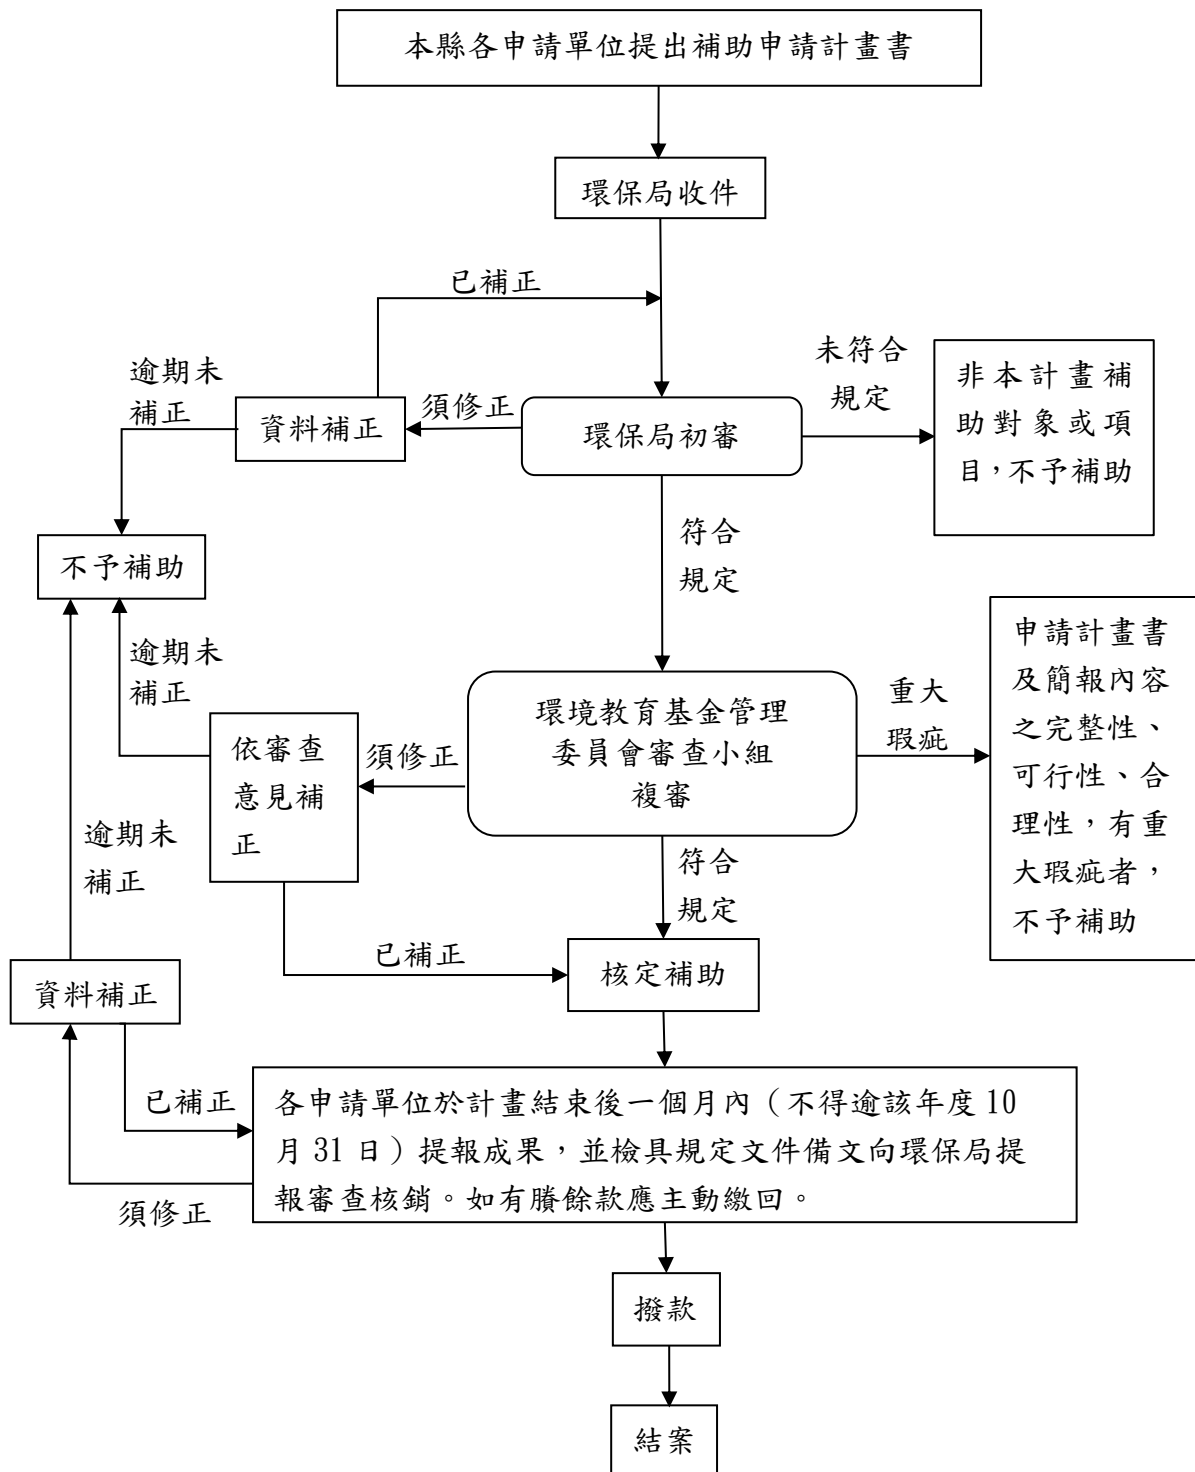 本縣各申請單位提出補助申請計畫書
環保局收件
已補正
逾期未
補正
資料補正
須修正
環保局初審
未符合
規定
非本計畫補
助對象或項
目,不予補助
符合
規定
不予補助
逾期未
補正
依審查
意見補
正
須修正
環境教育基金管理
委員會審查小組
複審
重大
瑕疵
申請計畫書
及簡報內容
之完整性、
可行性、合
理性,有重
大瑕疵者,
不予補助
逾期未
補正
符合
規定
已補正
核定補助
資料補正
已補正
須修正
各申請單位於計畫結束後一個月內（不得逾該年度 10
月 31 日）提報成果，並檢具規定文件備文向環保局提
報審查核銷。如有賸餘款應主動繳回。
撥款
結案